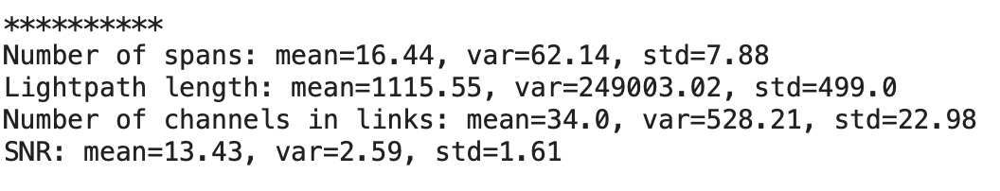 **********
Number of spans: mean=16.44, var=62.14, std=7.88
Lightpath length: mean=1115.55, var=249003.02, std=499.0
Number of channels in links: mean=34.0, var=528.21, std=22.98
SNR: mean=13.43, var=2.59, std=1.61